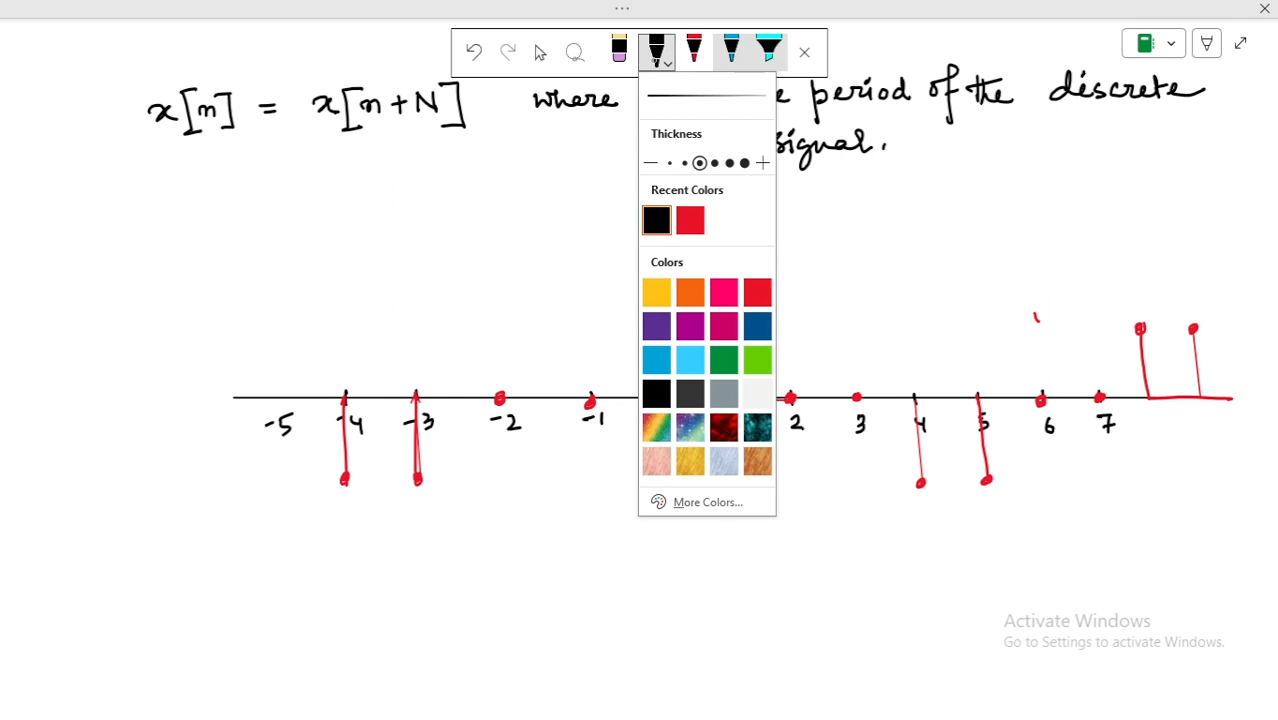 x[n] = x[n+N] where e period of the discrete
signal.
Thickness
Recent Colors
Colors
More Colors...
-5 -4 -3 -2 -1 2 3 4 5 6 7
Activate Windows
Go to Settings to activate Windows.